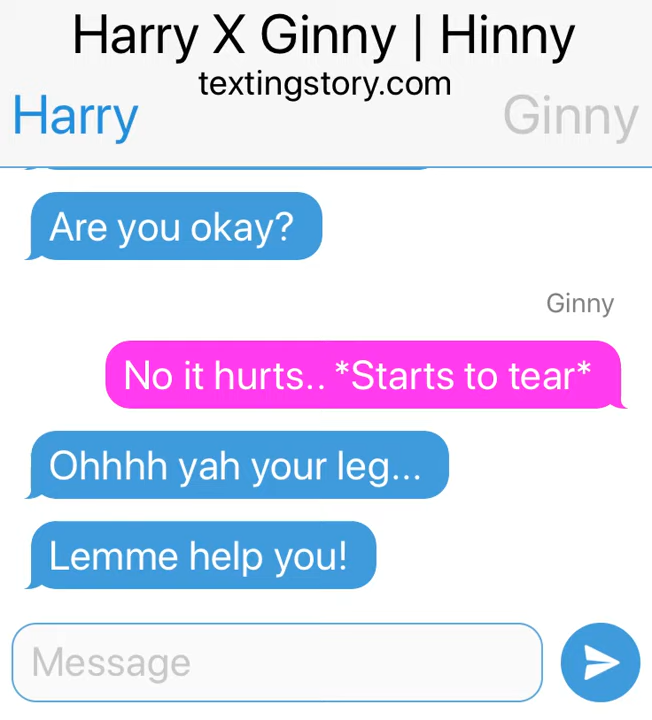 Harry X Ginny | Hinny
textingstory.com
Harry
Ginny
Are you okay?
Ginny
No it hurts.. *Starts to tear*
Ohhhh yah your leg...
Lemme help you!
Message